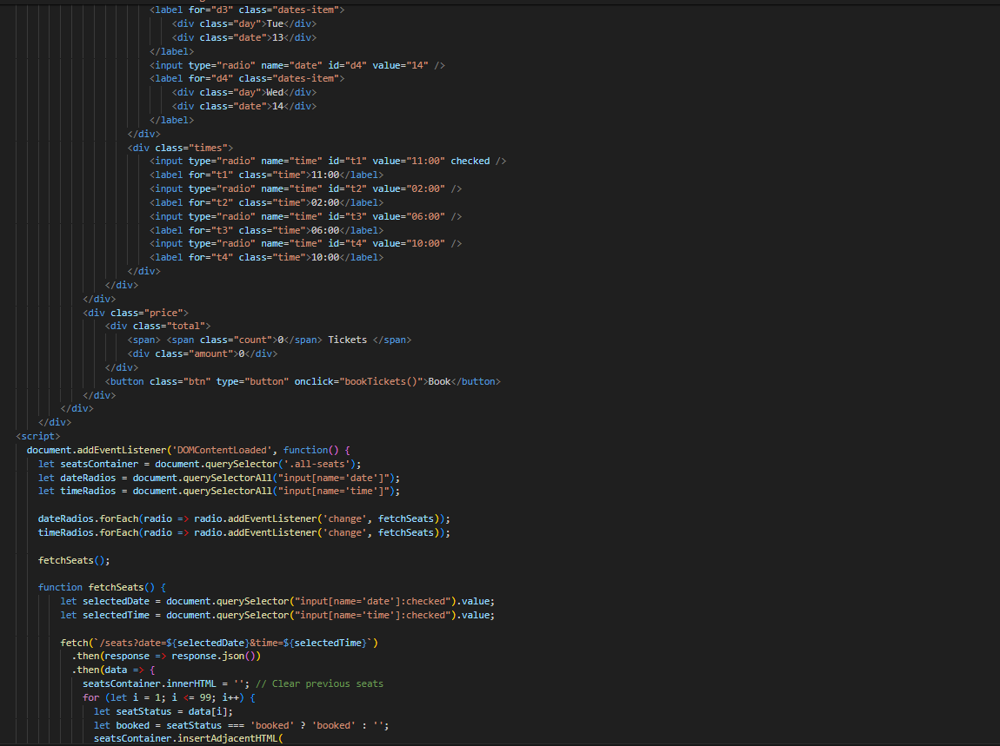 <label for="d3" class="dates-item">
<div class="day">Tue</div>
<div class="date">13</div>
</label>
<input type="radio" name="date" id="d4" value="14" />
<label for="d4" class="dates-item">
<div class="day">Wed</div>
<div class="date">14</div>
</label>
</div>
<div class="times">
<input type="radio" name="time" id="t1" value="11:00" checked />
<label for="t1" class="time">11:00</label>
<input type="radio" name="time" id="t2" value="02:00" />
<label for="t2" class="time">02:00</label>
<input type="radio" name="time" id="t3" value="06:00" />
<label for="t3" class="time">06:00</label>
<input type="radio" name="time" id="t4" value="10:00" />
<label for="t4" class="time">10:00</label>
</div>
</div>
</div>
<div class="price">
<div class="total">
<span> <span class="count">0</span> Tickets </span>
<div class="amount">0</div>
</div>
<button class="btn" type="button" onclick="bookTickets()">Book</button>
</div>
</div>
</div>
<script>
document.addEventListener('DOMContentLoaded', function() {
let seatsContainer = document.querySelector('.all-seats');
let dateRadios = document.querySelectorAll("input[name='date']");
let timeRadios = document.querySelectorAll("input[name='time']");
dateRadios.forEach(radio => radio.addEventListener('change', fetchSeats));
timeRadios.forEach(radio => radio.addEventListener('change', fetchSeats));
fetchSeats();
function fetchSeats() {
let selectedDate = document.querySelector("input[name='date']:checked").value;
let selectedTime = document.querySelector("input[name='time']:checked").value;
fetch(`/seats?date=${selectedDate}&time=${selectedTime}`)
.then(response => response.json())
.then(data => {
seatsContainer.innerHTML = ''; // Clear previous seats
for (let i = 1; i <= 99; i++) {
let seatStatus = data[i];
let booked = seatStatus === 'booked' ? 'booked' : '';
seatsContainer.insertAdjacentHTML(